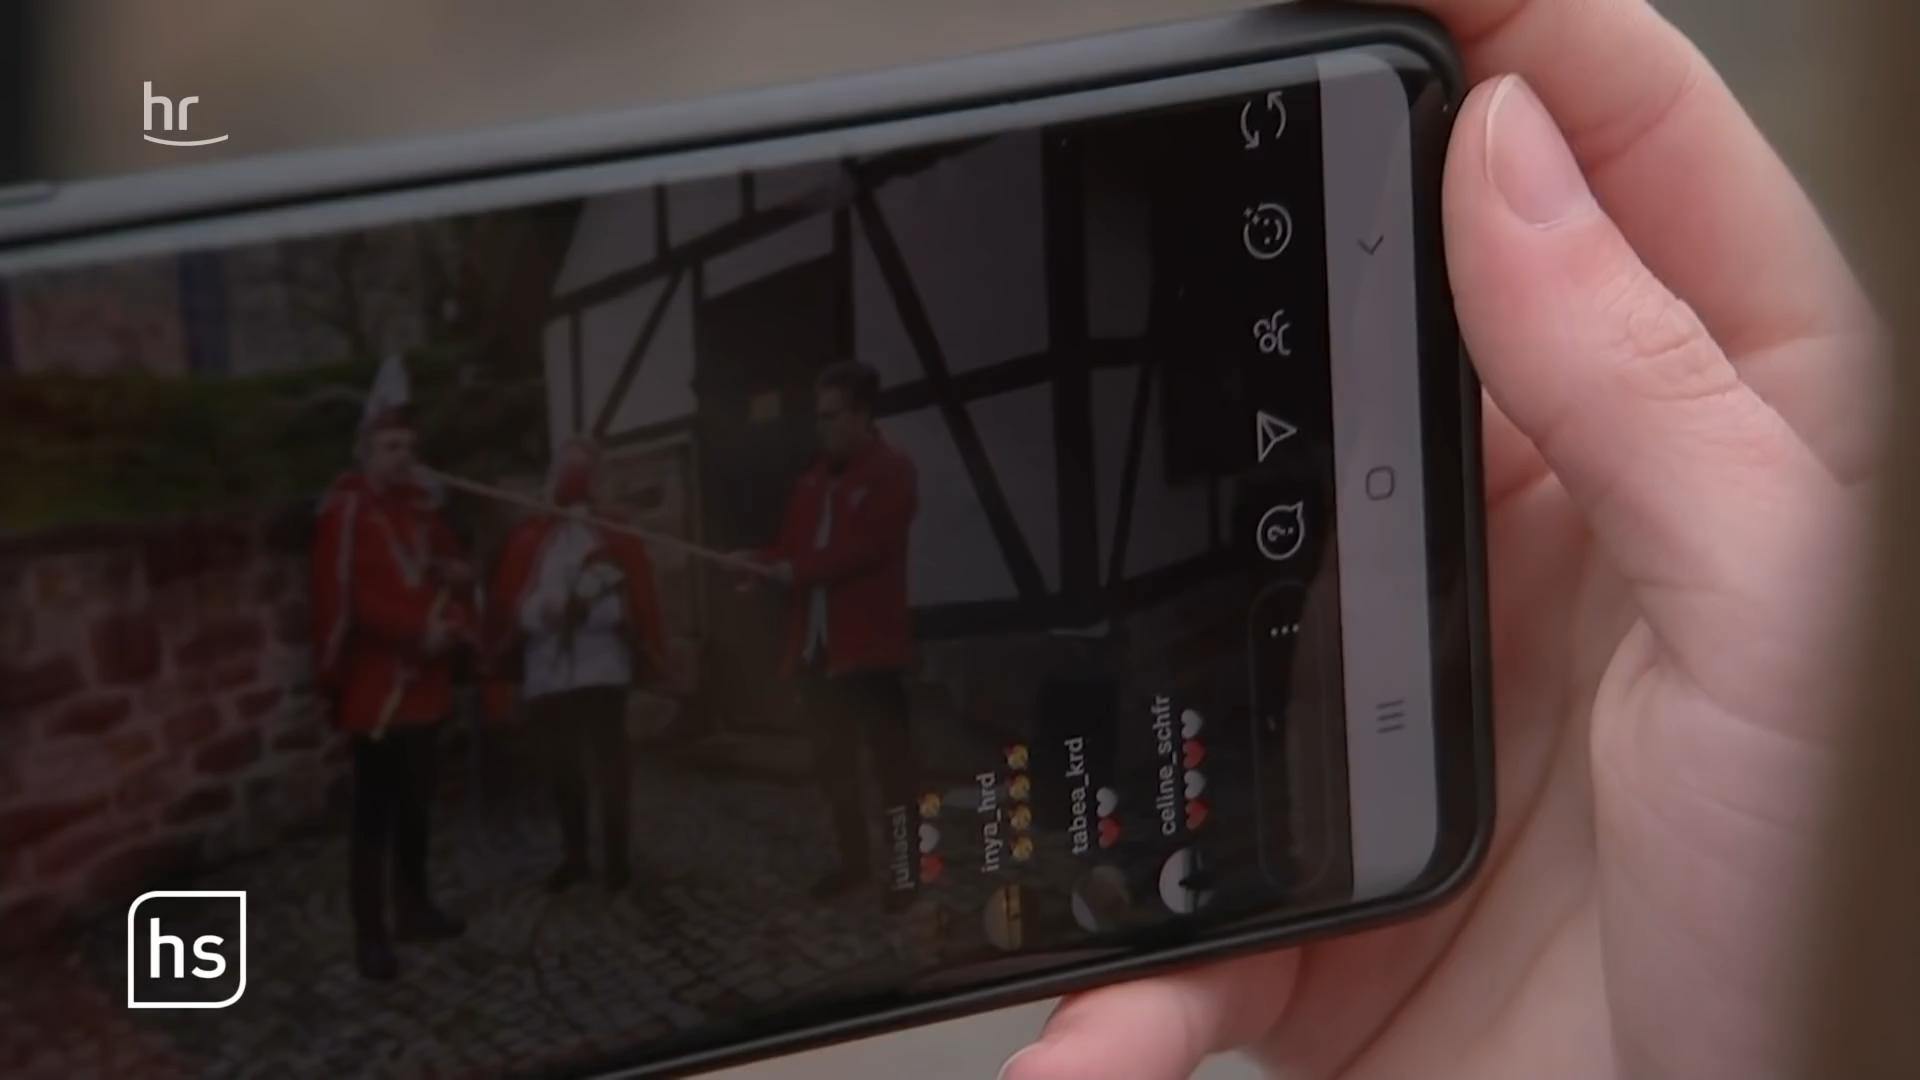 hr
juliacsl
inya_hrd
tabea_krd
celine_schfr
hs